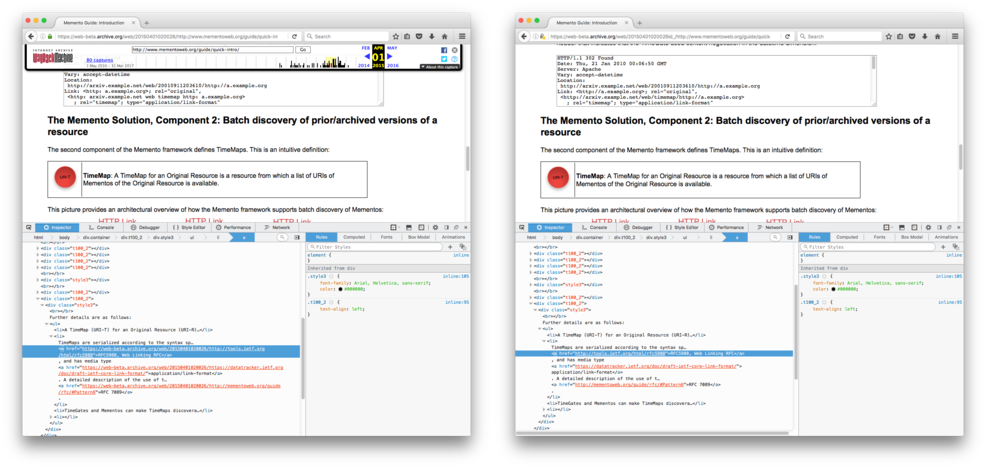 Memento Guide: Introduction
https://web-beta.archive.org/web/20150401020026/http://www.mementoweb.org/guide/quick-in
Search
INTERNET ARCHIVE
WayBackMachine
http://www.mementoweb.org/guide/quick-intro/
Go
FEB APR MAY
80 captures
01
2014 2015 2016
About this capture
Vary: accept-datetime
Location:
http://arxiv.example.net/web/20010911203610/http://a.example.org
Link: <http://a.example.org>; rel="original",
<http://arxiv.example.net/web/timemap/http://a.example.org>
; rel="timemap"; type="application/link-format"
The Memento Solution, Component 2: Batch discovery of prior/archived versions of a
resource
The second component of the Memento framework defines TimeMaps. This is an intuitive definition:
URI-T
TimeMap: A TimeMap for an Original Resource is a resource from which a list of URIs of
Mementos of the Original Resource is available.
This picture provides an architectural overview of how the Memento framework supports batch discovery of Mementos:
HTTP Link HTTP Link HTTP Link
Inspector Console Debugger Style Editor Performance Network
html body div.container div.t100_2 div.style3 ul li a
Rules Computed Fonts Box Model Animations
Filter Styles
<br></br>
<div class="t100_2"></div>
<div class="t100_2"></div>
<div class="t100_2"></div>
<br></br>
<div class="style3"></div>
<br></br>
<div class="t100_2"></div>
<div class="t100_2">
<div class="style3">
<br></br>
Further details are as follows:
<ul>
<li>A TimeMap (URI-T) for an Original Resource (URI-R)…</li>
<li>
TimeMaps are serialized according to the syntax sp…
<a href="https://web-beta.archive.org/web/20150401020026/http://tools.ietf.org
/html/rfc5988">RFC5988, Web Linking RFC</a>
, and has media type
<a href="https://web-beta.archive.org/web/20150401020026/https://datatracker.ietf.org
/doc/draft-ietf-core-link-format/">application/link-format</a>
. A detailed description of the use of t…
<a href="https://web-beta.archive.org/web/20150401020026/http://mementoweb.org/guide
/rfc/#Pattern6">RFC 7089</a>
.
</li>
<li>TimeGates and Mementos can make TimeMaps discovera…</li>
<li></li>
</ul>
</div>
</div>
element { inline
}
Inherited from div
.style3 { inline:105
font-family: Arial, Helvetica, sans-serif;
color: #000000;
}
.t100_2 { inline:95
text-align: left;
}
Memento Guide: Introduction
https://web-beta.archive.org/web/20150401020026id_/http://www.mementoweb.org/guide/quick
Search
HTTP/1.1 302 Found
Date: Thu, 21 Jan 2010 00:06:50 GMT
Server: Apache
Vary: accept-datetime
Location:
http://arxiv.example.net/web/20010911203610/http://a.example.org
Link: <http://a.example.org>; rel="original",
<http://arxiv.example.net/web/timemap/http://a.example.org>
; rel="timemap"; type="application/link-format"
The Memento Solution, Component 2: Batch discovery of prior/archived versions of a
resource
The second component of the Memento framework defines TimeMaps. This is an intuitive definition:
URI-T
TimeMap: A TimeMap for an Original Resource is a resource from which a list of URIs of
Mementos of the Original Resource is available.
This picture provides an architectural overview of how the Memento framework supports batch discovery of Mementos:
HTTP Link HTTP Link HTTP Link
Inspector Console Debugger Style Editor Performance Network
html body div.container div.t100_2 div.style3 ul li a
Rules Computed Fonts Box Model Animations
Filter Styles
<br></br>
<div class="t100_2"></div>
<div class="t100_2"></div>
<div class="t100_2"></div>
<br></br>
<div class="style3"></div>
<br></br>
<div class="t100_2"></div>
<div class="t100_2">
<div class="style3">
<br></br>
Further details are as follows:
<ul>
<li>A TimeMap (URI-T) for an Original Resource (URI-R)…</li>
<li>
TimeMaps are serialized according to the syntax sp…
<a href="http://tools.ietf.org/html/rfc5988">RFC5988, Web Linking RFC</a>
, and has media type
<a href="https://datatracker.ietf.org/doc/draft-ietf-core-link-format/">
application/link-format</a>
. A detailed description of the use of t…
<a href="http://mementoweb.org/guide/rfc/#Pattern6">RFC 7089</a>
.
</li>
<li>TimeGates and Mementos can make TimeMaps discovera…</li>
<li></li>
</ul>
</div>
</div>
element { inline
}
Inherited from div
.style3 { inline:105
font-family: Arial, Helvetica, sans-serif;
color: #000000;
}
.t100_2 { inline:95
text-align: left;
}